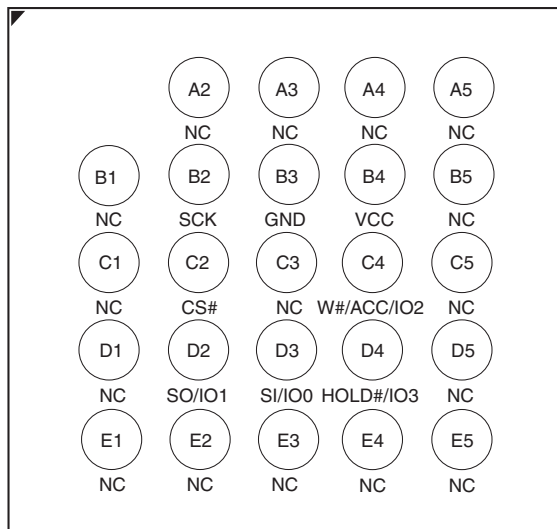 A2 A3 A4 A5
NC NC NC NC
B1 B2 B3 B4 B5
NC SCK GND VCC NC
C1 C2 C3 C4 C5
NC CS# NC W#/ACC/IO2 NC
D1 D2 D3 D4 D5
NC SO/IO1 SI/IO0 HOLD#/IO3 NC
E1 E2 E3 E4 E5
NC NC NC NC NC